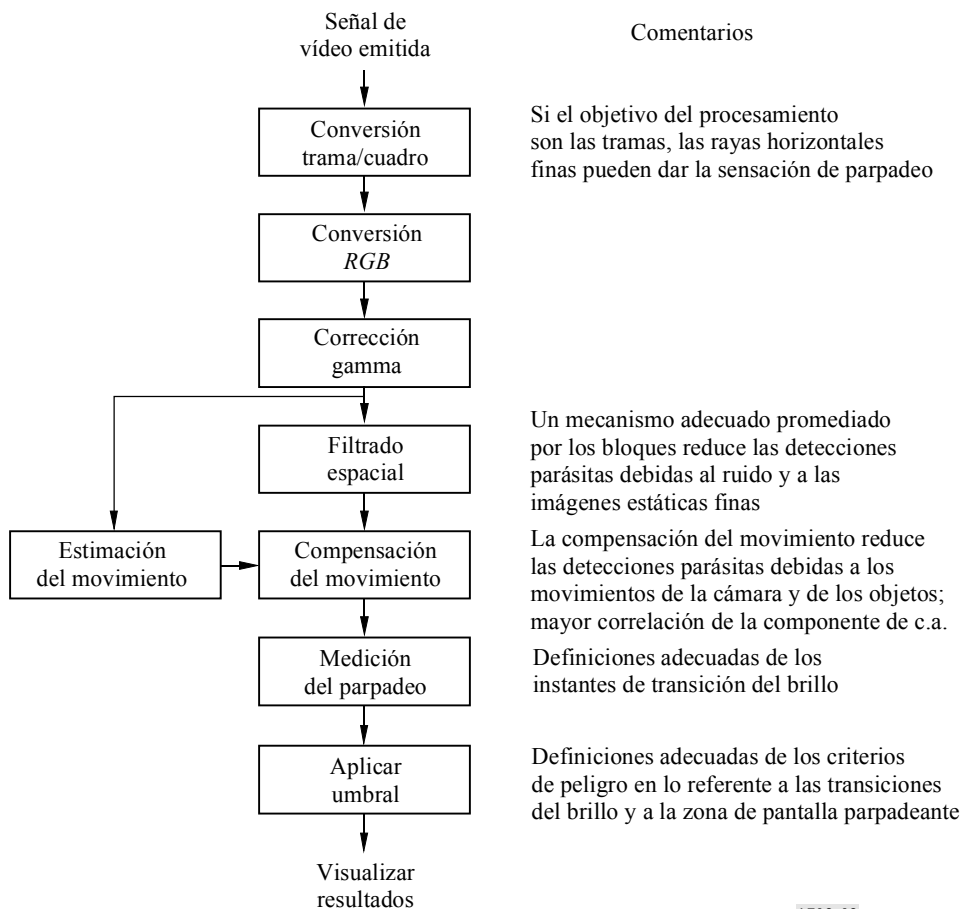 Señal de
vídeo emitida
Comentarios
Conversión
trama/cuadro
Si el objetivo del procesamiento
son las tramas, las rayas horizontales
finas pueden dar la sensación de parpadeo
Conversión
RGB
Corrección
gamma
Filtrado
espacial
Un mecanismo adecuado promediado
por los bloques reduce las detecciones
parásitas debidas al ruido y a las
imágenes estáticas finas
Estimación
del movimiento
Compensación
del movimiento
La compensación del movimiento reduce
las detecciones parásitas debidas a los
movimientos de la cámara y de los objetos;
mayor correlación de la componente de c.a.
Medición
del parpadeo
Definiciones adecuadas de los
instantes de transición del brillo
Aplicar
umbral
Definiciones adecuadas de los criterios
de peligro en lo referente a las transiciones
del brillo y a la zona de pantalla parpadeante
Visualizar
resultados